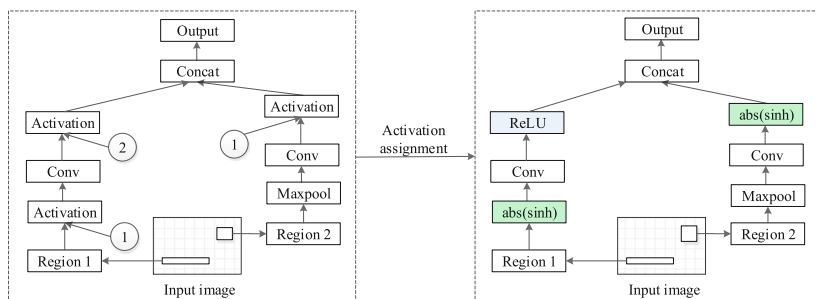 Output
Concat
Activation
Activation
1
2
Conv
Conv
Activation
Maxpool
1
Region 1
Region 2
Input image
Activation
assignment
Output
Concat
ReLU
abs(sinh)
Conv
Conv
abs(sinh)
Maxpool
Region 1
Region 2
Input image